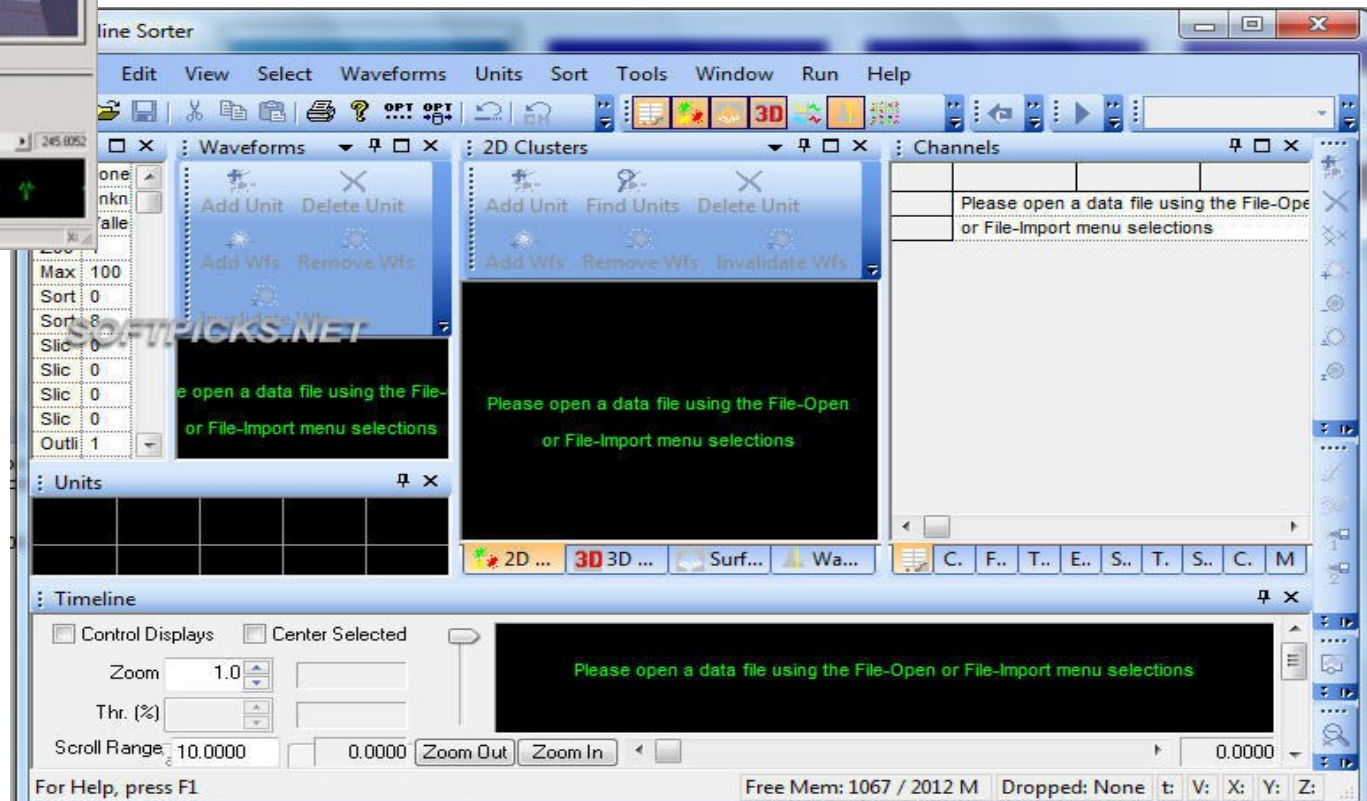 line Sorter
Edit View Select Waveforms Units Sort Tools Window Run Help
OPT OPT 3D
245.8052
Waveforms 2D Clusters Channels
one
nkn
alle
Add Unit Delete Unit
Add Unit Find Units Delete Unit
Please open a data file using the File-Ope
or File-Import menu selections
Add Wfs Remove Wfs
Add Wfs Remove Wfs Invalidate Wfs
Max 100
Sort 0
Sort 8
Slic 0
Slic 0
Slic 0
Slic 0
Outli 1
SOFTPICKS.NET
e open a data file using the File-
or File-Import menu selections
Please open a data file using the File-Open
or File-Import menu selections
Units
2D ... 3D 3D ... Surf... Wa...
C. F.. T.. E.. S.. T. S.. C. M
Timeline
Control Displays Center Selected
Zoom 1.0
Please open a data file using the File-Open or File-Import menu selections
Thr. (%)
Scroll Range 10.0000 0.0000 Zoom Out Zoom In 0.0000
For Help, press F1 Free Mem: 1067 / 2012 M Dropped: None t: V: X: Y: Z: